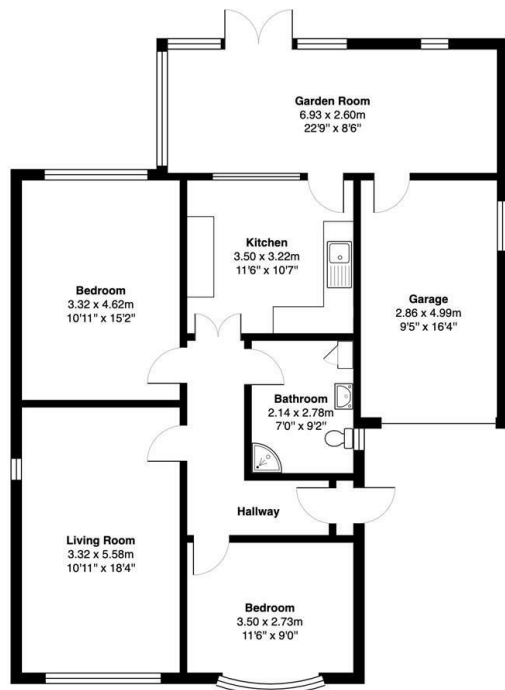 Garden Room
6.93 x 2.60m
22'9" x 8'6"
Kitchen
3.50 x 3.22m
11'6" x 10'7"
Bedroom
3.32 x 4.62m
10'11" x 15'2"
Garage
2.86 x 4.99m
9'5" x 16'4"
Bathroom
2.14 x 2.78m
7'0" x 9'2"
Hallway
Living Room
3.32 x 5.58m
10'11" x 18'4"
Bedroom
3.50 x 2.73m
11'6" x 9'0"